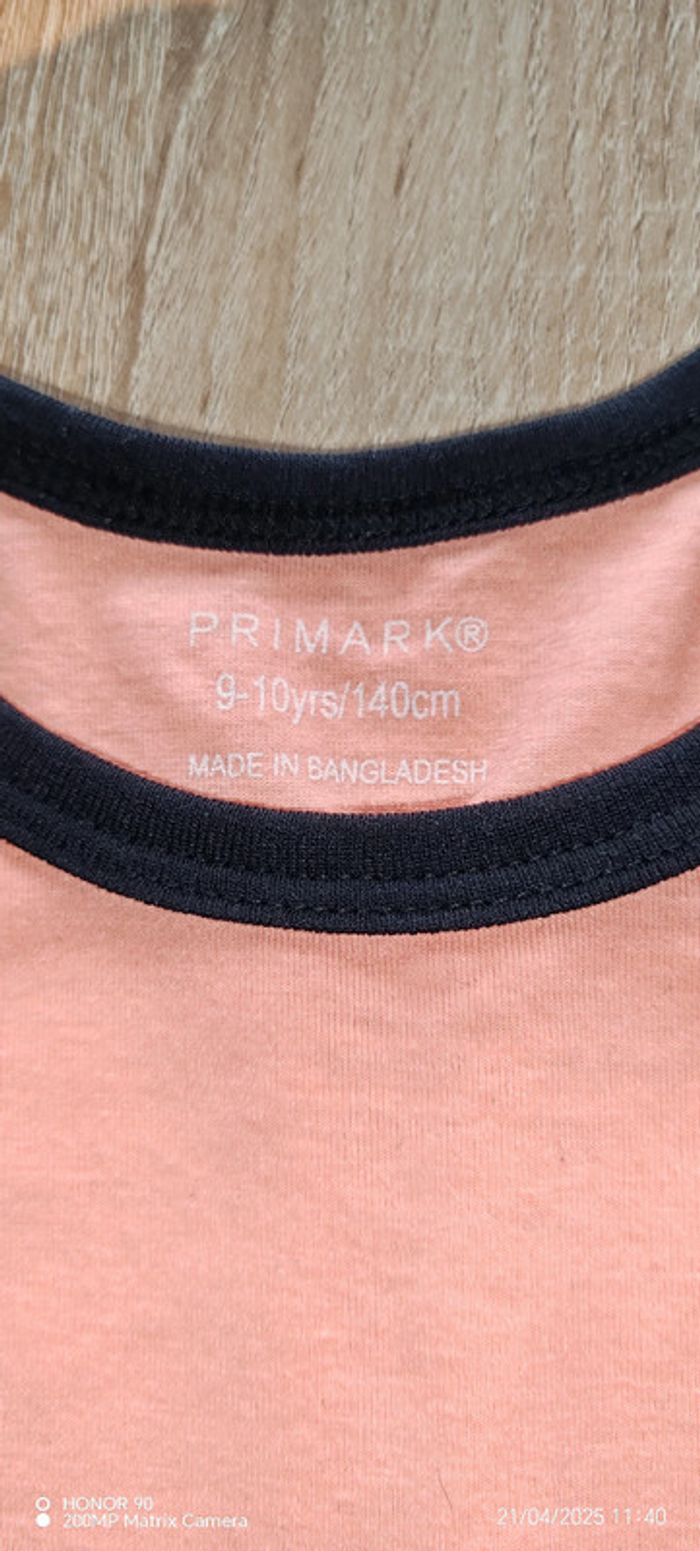 PRIMARK®
9-10yrs/140cm
MADE IN BANGLADESH
HONOR 90
200MP Matrix Camera
21/04/2025 11:40